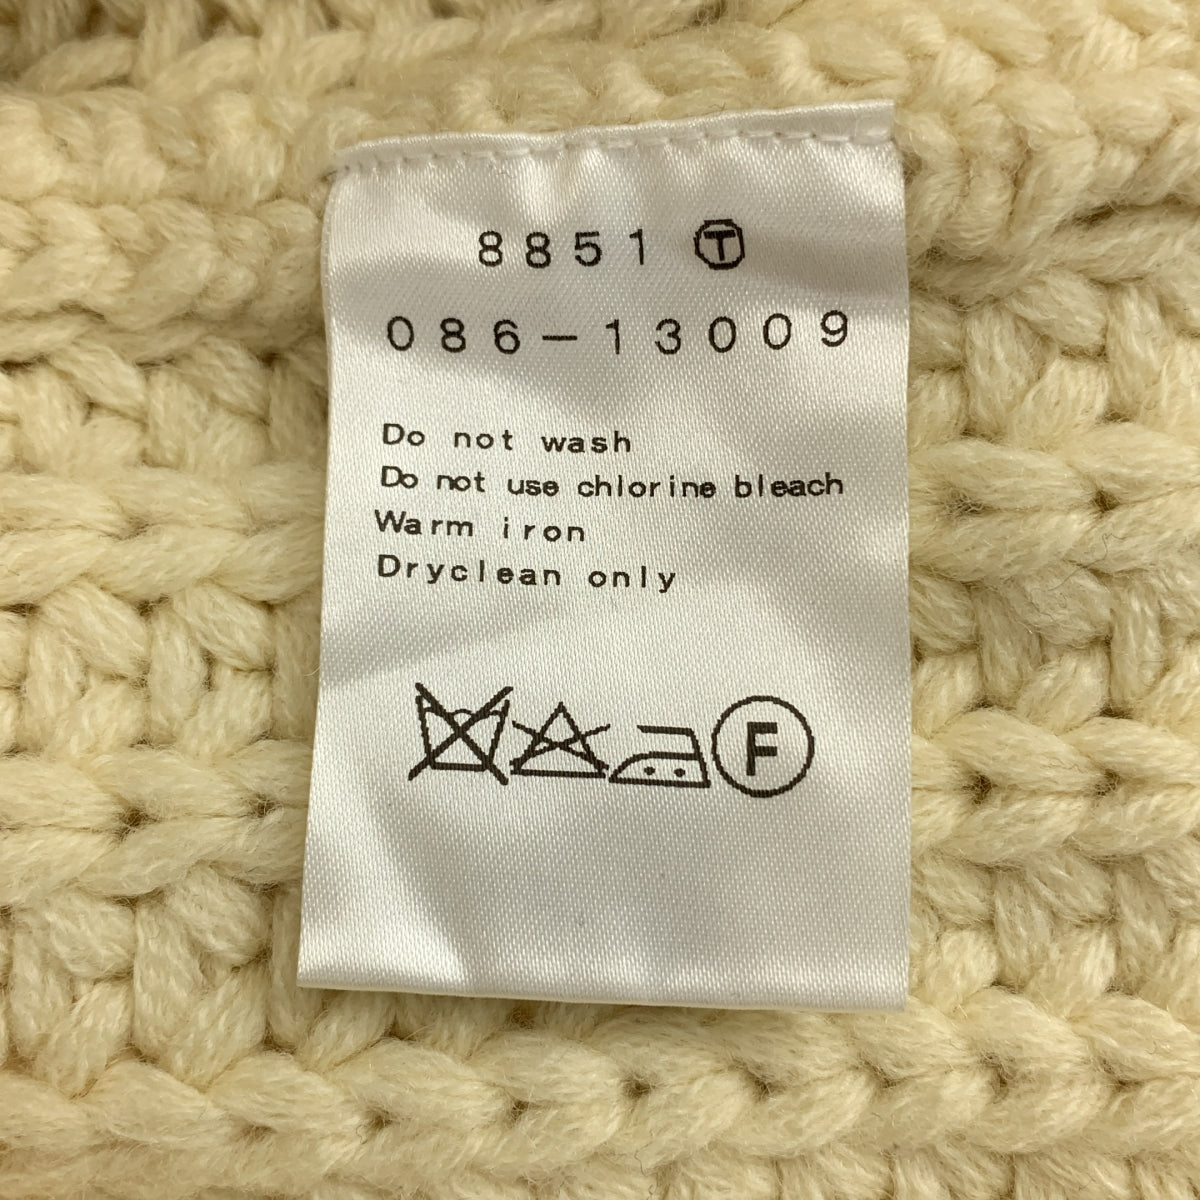 8851 Ⓣ
086-13009
Do not wash
Do not use chlorine bleach
Warm iron
Dryclean only
F